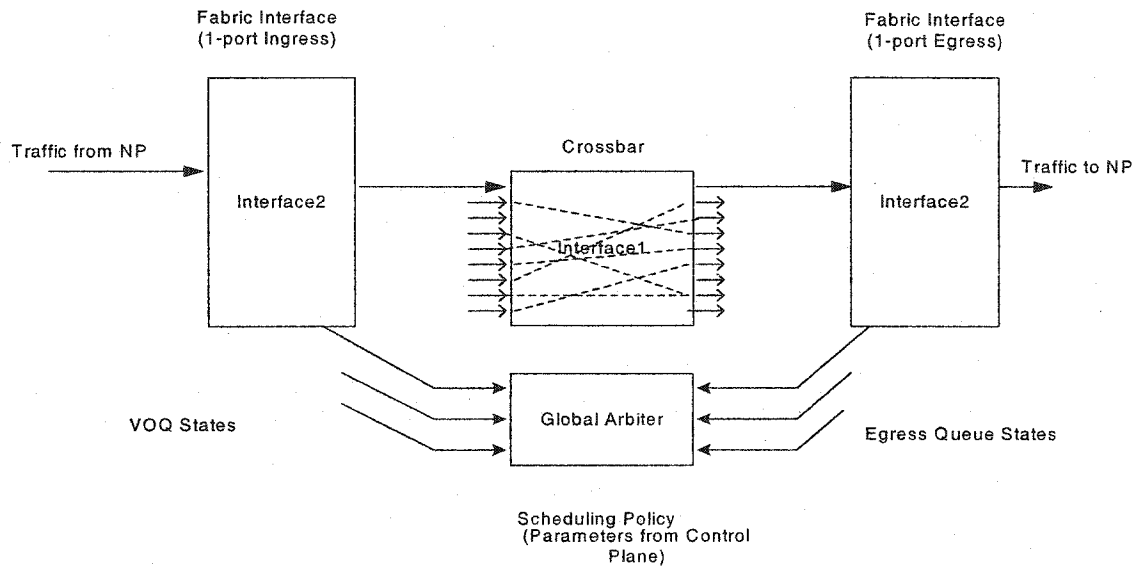 Fabric Interface
(1-port Ingress)
Fabric Interface
(1-port Egress)
Traffic from NP
Crossbar
Traffic to NP
Interface2
Interface1
Interface2
VOQ States
Global Arbiter
Egress Queue States
Scheduling Policy
(Parameters from Control
Plane)